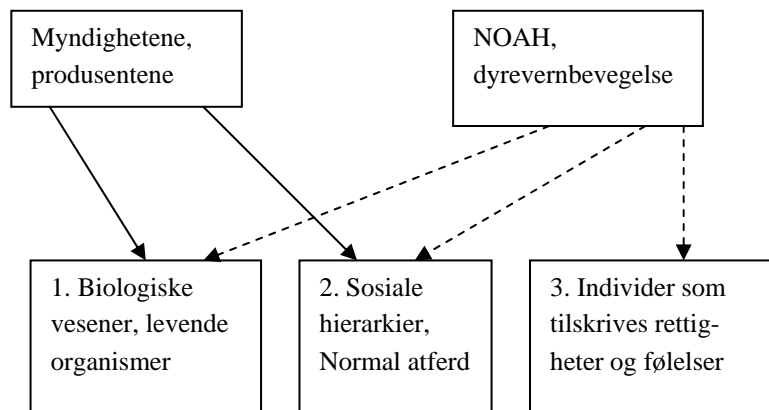 Myndighetene,
produsentene
NOAH,
dyrevernbevegelse
1. Biologiske
vesener, levende
organismer
2. Sosiale
hierarkier,
Normal atferd
3. Individer som
tilskrives rettig-
heter og følelser